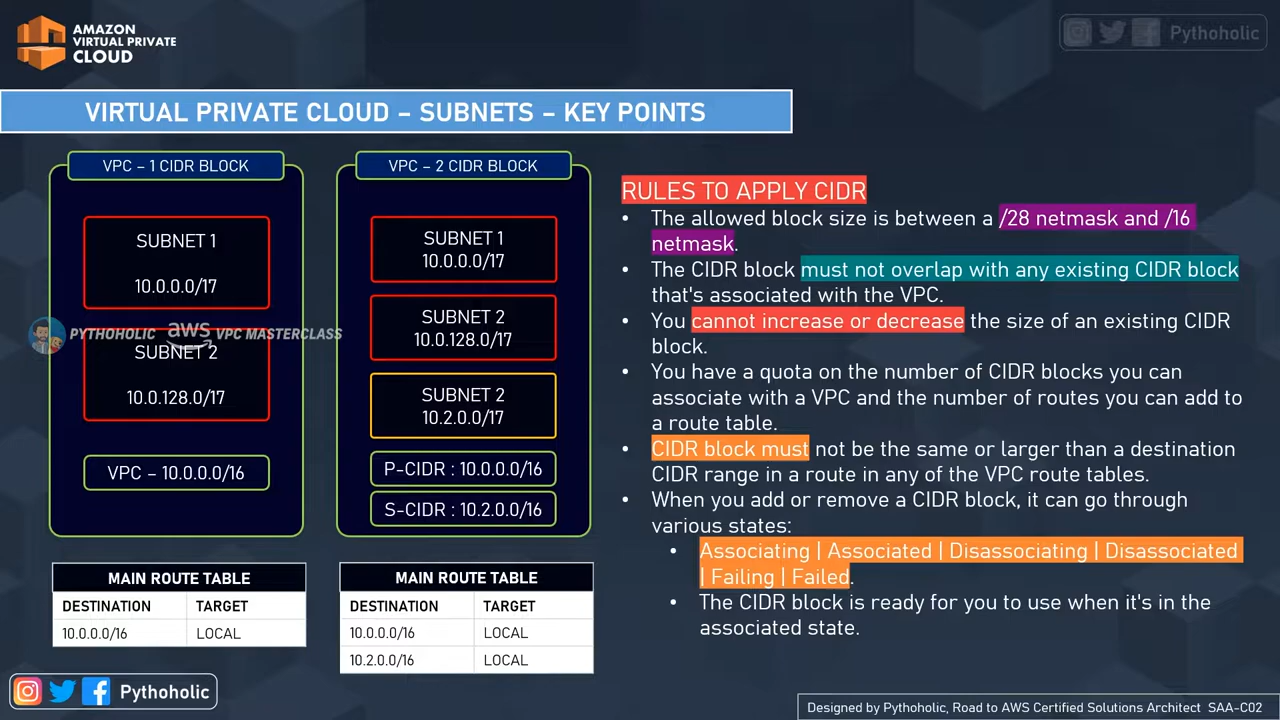 AMAZON
VIRTUAL PRIVATE
CLOUD
Pythoholic
VIRTUAL PRIVATE CLOUD – SUBNETS – KEY POINTS
VPC – 1 CIDR BLOCK
SUBNET 1
10.0.0.0/17
PYTHOHOLIC aws VPC MASTERCLASS
SUBNET 2
10.0.128.0/17
VPC – 10.0.0.0/16
MAIN ROUTE TABLE
DESTINATION TARGET
10.0.0.0/16 LOCAL
VPC – 2 CIDR BLOCK
SUBNET 1
10.0.0.0/17
SUBNET 2
10.0.128.0/17
SUBNET 2
10.2.0.0/17
P-CIDR : 10.0.0.0/16
S-CIDR : 10.2.0.0/16
MAIN ROUTE TABLE
DESTINATION TARGET
10.0.0.0/16 LOCAL
10.2.0.0/16 LOCAL
RULES TO APPLY CIDR
• The allowed block size is between a /28 netmask and /16
netmask.
• The CIDR block must not overlap with any existing CIDR block
that's associated with the VPC.
• You cannot increase or decrease the size of an existing CIDR
block.
• You have a quota on the number of CIDR blocks you can
associate with a VPC and the number of routes you can add to
a route table.
• CIDR block must not be the same or larger than a destination
CIDR range in a route in any of the VPC route tables.
• When you add or remove a CIDR block, it can go through
various states:
• Associating | Associated | Disassociating | Disassociated
| Failing | Failed.
• The CIDR block is ready for you to use when it's in the
associated state.
Pythoholic
Designed by Pythoholic, Road to AWS Certified Solutions Architect SAA-C02